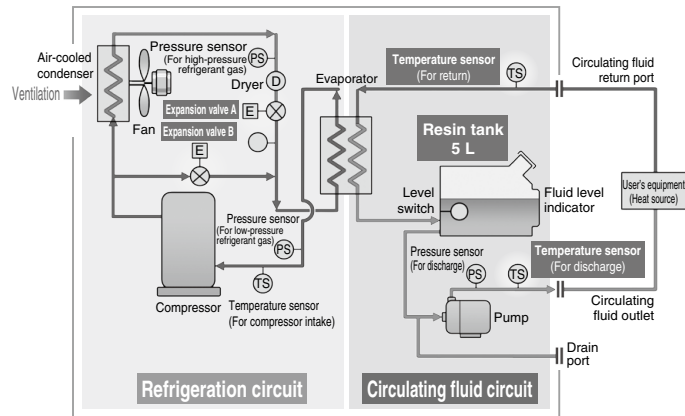 Air-cooled
condenser
Ventilation
Fan
Pressure sensor
(For high-pressure
refrigerant gas)
PS
Dryer
D
Expansion valve A
E
Expansion valve B
E
Evaporator
Temperature sensor
(For return)
TS
Circulating fluid
return port
Resin tank
5 L
Level
switch
Fluid level
indicator
User's equipment
(Heat source)
Pressure sensor
(For low-pressure
refrigerant gas)
PS
TS
Temperature sensor
(For compressor intake)
Compressor
Pressure sensor
(For discharge)
PS
TS
Temperature sensor
(For discharge)
Pump
Circulating
fluid outlet
Drain
port
Refrigeration circuit
Circulating fluid circuit